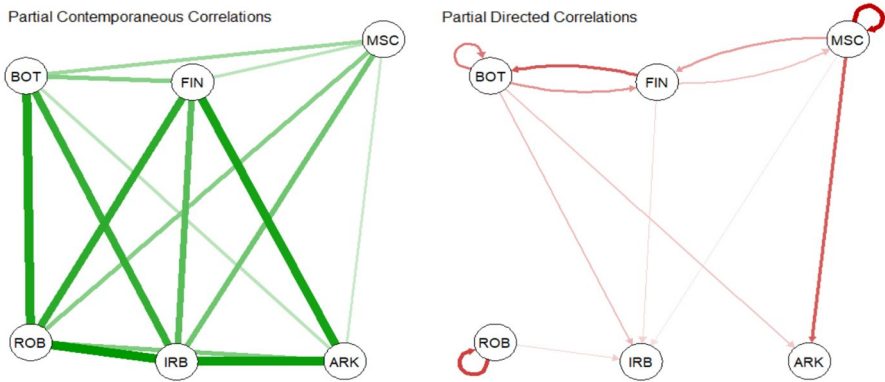 Partial Contemporaneous Correlations
MSC
BOT
FIN
ROB
IRB
ARK
Partial Directed Correlations
MSC
BOT
FIN
ROB
IRB
ARK